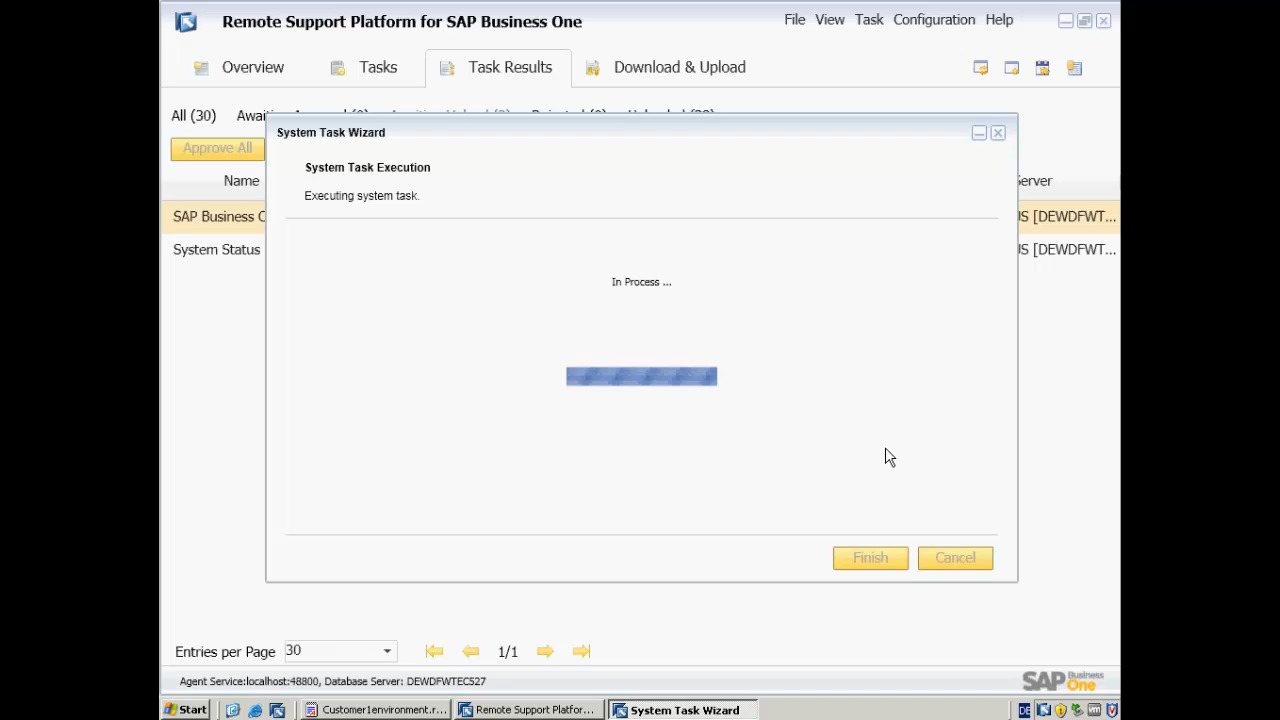 Remote Support Platform for SAP Business One
File View Task Configuration Help
Overview Tasks Task Results Download & Upload
All (30)
Approve All
Name Server
SAP Business
System Status
[DEWDFWT...
[DEWDFWT...
System Task Wizard
System Task Execution
Executing system task.
In Process ...
Finish Cancel
Entries per Page 30 1/1
Agent Service:localhost:48800, Database Server: DEWDFWTEC527
SAP Business One
Start Customer1environment.r... Remote Support Platfor... System Task Wizard DE